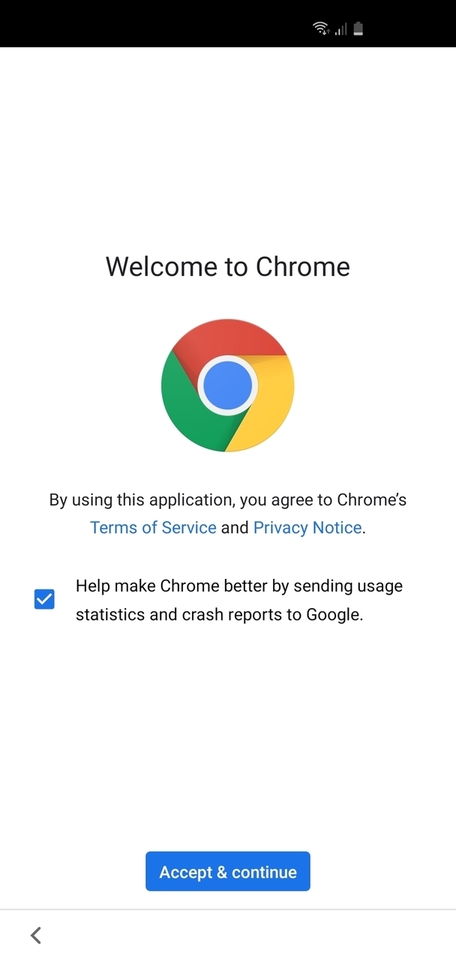 Welcome to Chrome
By using this application, you agree to Chrome’s
Terms of Service and Privacy Notice.
Help make Chrome better by sending usage
statistics and crash reports to Google.
Accept & continue